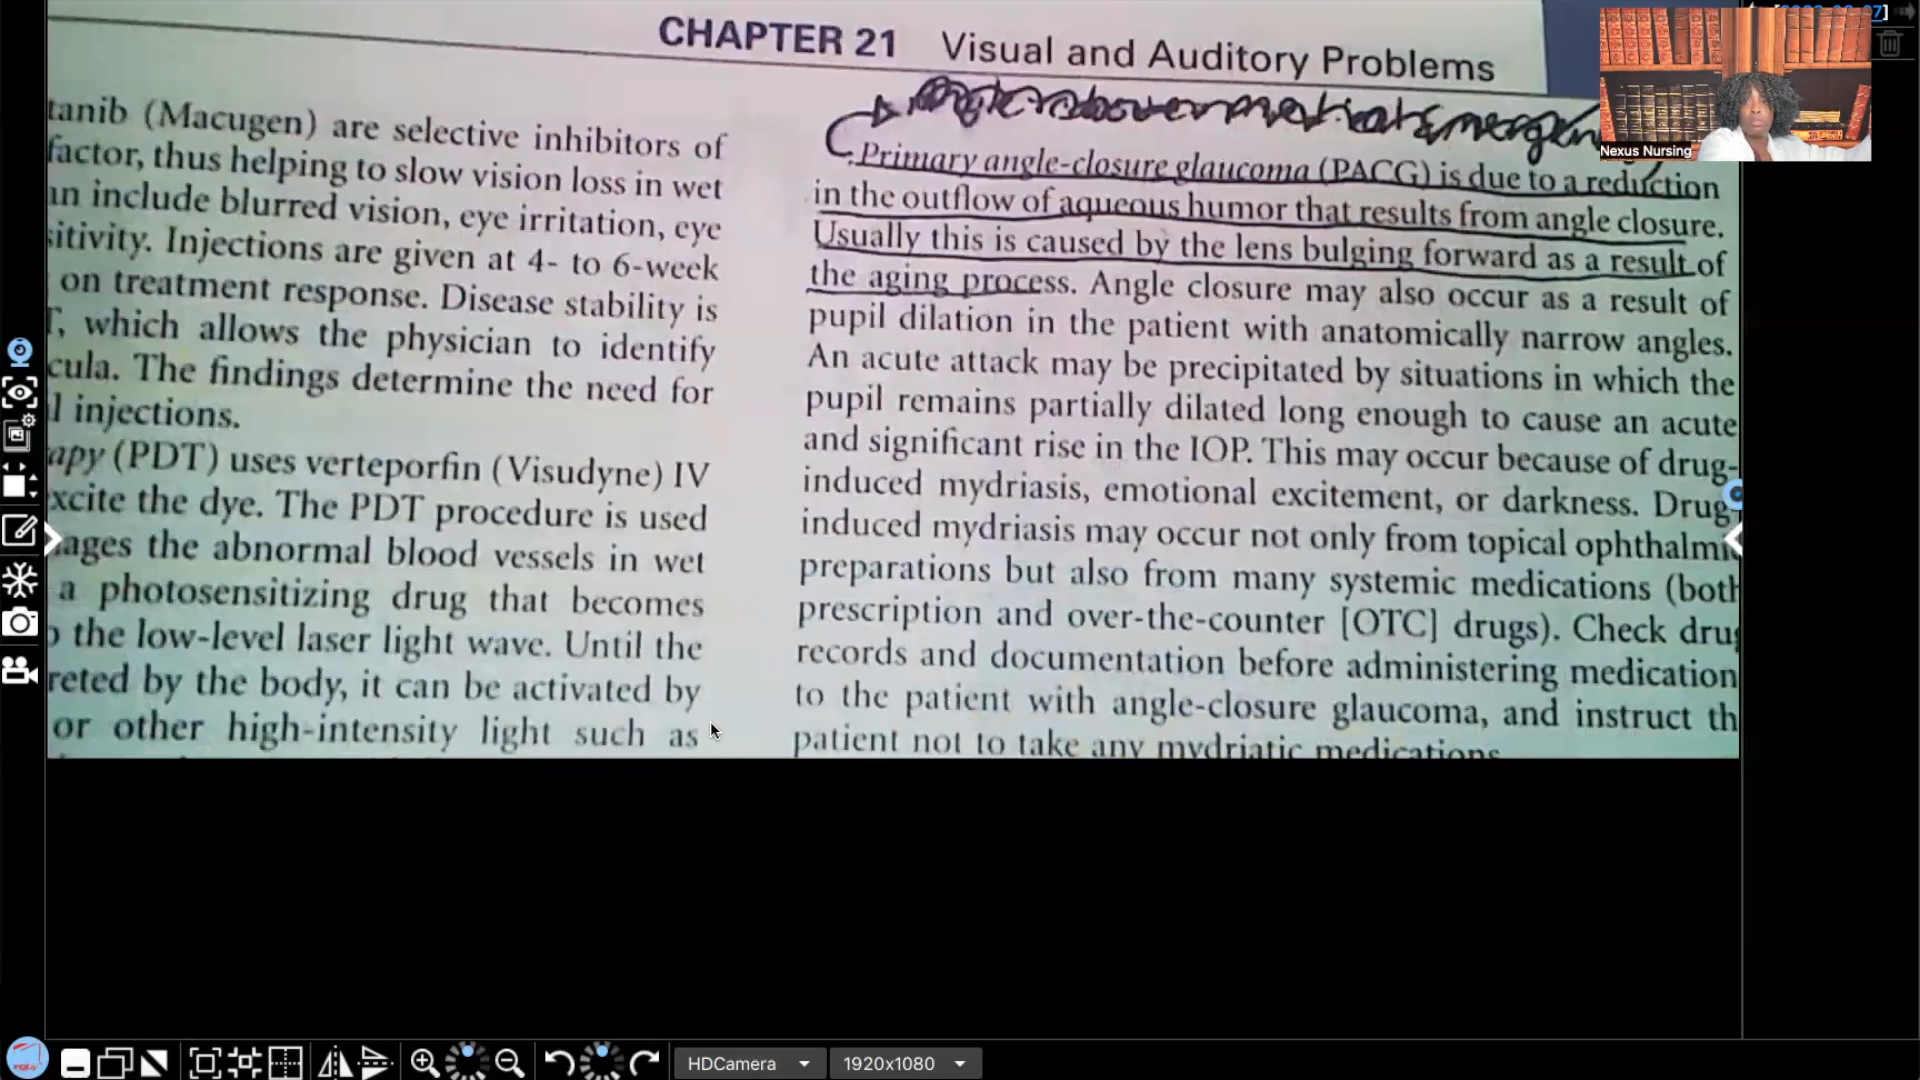 CHAPTER 21 Visual and Auditory Problems
tanib (Macugen) are selective inhibitors of
factor, thus helping to slow vision loss in wet
an include blurred vision, eye irritation, eye
sitivity. Injections are given at 4- to 6-week
on treatment response. Disease stability is
T, which allows the physician to identify
cula. The findings determine the need for
l injections.
apy (PDT) uses verteporfin (Visudyne) IV
xcite the dye. The PDT procedure is used
ages the abnormal blood vessels in wet
a photosensitizing drug that becomes
o the low-level laser light wave. Until the
reted by the body, it can be activated by
or other high-intensity light such as
medical Emergen
Primary angle-closure glaucoma (PACG) is due to a reduction
in the outflow of aqueous humor that results from angle closure.
Usually this is caused by the lens bulging forward as a result of
the aging process. Angle closure may also occur as a result of
pupil dilation in the patient with anatomically narrow angles.
An acute attack may be precipitated by situations in which the
pupil remains partially dilated long enough to cause an acute
and significant rise in the IOP. This may occur because of drug-
induced mydriasis, emotional excitement, or darkness. Drug-
induced mydriasis may occur not only from topical ophthalmi
preparations but also from many systemic medications (both
prescription and over-the-counter [OTC] drugs). Check drug
records and documentation before administering medication
to the patient with angle-closure glaucoma, and instruct th
patient not to take any mydriatic medications.
Nexus Nursing
HDCamera
1920x1080